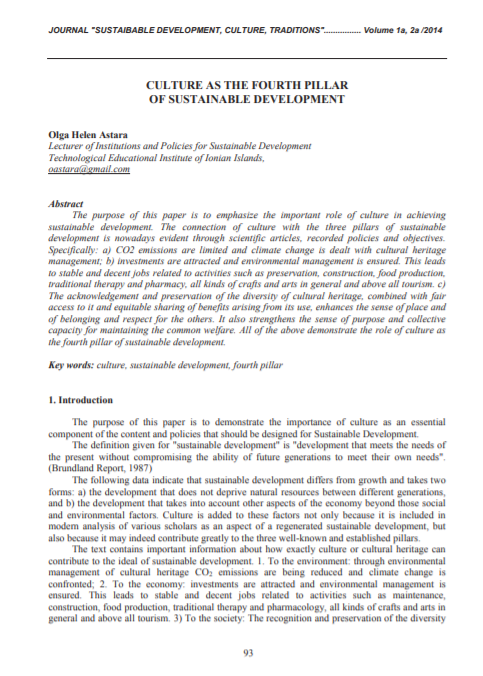 JOURNAL "SUSTAIBABLE DEVELOPMENT, CULTURE, TRADITIONS"................ Volume 1a, 2a /2014
CULTURE AS THE FOURTH PILLAR
OF SUSTAINABLE DEVELOPMENT
Olga Helen Astara
Lecturer of Institutions and Policies for Sustainable Development
Technological Educational Institute of Ionian Islands,
oastara@gmail.com
Abstract
The purpose of this paper is to emphasize the important role of culture in achieving
sustainable development. The connection of culture with the three pillars of sustainable
development is nowadays evident through scientific articles, recorded policies and objectives.
Specifically: a) CO2 emissions are limited and climate change is dealt with cultural heritage
management; b) investments are attracted and environmental management is ensured. This leads
to stable and decent jobs related to activities such as preservation, construction, food production,
traditional therapy and pharmacy, all kinds of crafts and arts in general and above all tourism. c)
The acknowledgement and preservation of the diversity of cultural heritage, combined with fair
access to it and equitable sharing of benefits arising from its use, enhances the sense of place and
of belonging and respect for the others. It also strengthens the sense of purpose and collective
capacity for maintaining the common welfare. All of the above demonstrate the role of culture as
the fourth pillar of sustainable development.
Key words: culture, sustainable development, fourth pillar
1. Introduction
The purpose of this paper is to demonstrate the importance of culture as an essential
component of the content and policies that should be designed for Sustainable Development.
The definition given for "sustainable development" is "development that meets the needs of
the present without compromising the ability of future generations to meet their own needs".
(Brundland Report, 1987)
The following data indicate that sustainable development differs from growth and takes two
forms: a) the development that does not deprive natural resources between different generations,
and b) the development that takes into account other aspects of the economy beyond those social
and environmental factors. Culture is added to these factors not only because it is included in
modern analysis of various scholars as an aspect of a regenerated sustainable development, but
also because it may indeed contribute greatly to the three well-known and established pillars.
The text contains important information about how exactly culture or cultural heritage can
contribute to the ideal of sustainable development. 1. To the environment: through environmental
management of cultural heritage CO₂ emissions are being reduced and climate change is
confronted; 2. To the economy: investments are attracted and environmental management is
ensured. This leads to stable and decent jobs related to activities such as maintenance,
construction, food production, traditional therapy and pharmacology, all kinds of crafts and arts in
general and above all tourism. 3) To the society: The recognition and preservation of the diversity
93